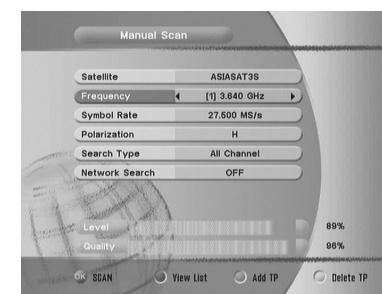 Manual Scan
Satellite ASIASAT3S
Frequency [1] 3.640 GHz
Symbol Rate 27.500 MS/s
Polarization H
Search Type All Channel
Network Search OFF
Level 89%
Quality 96%
OK SCAN View List Add TP Delete TP